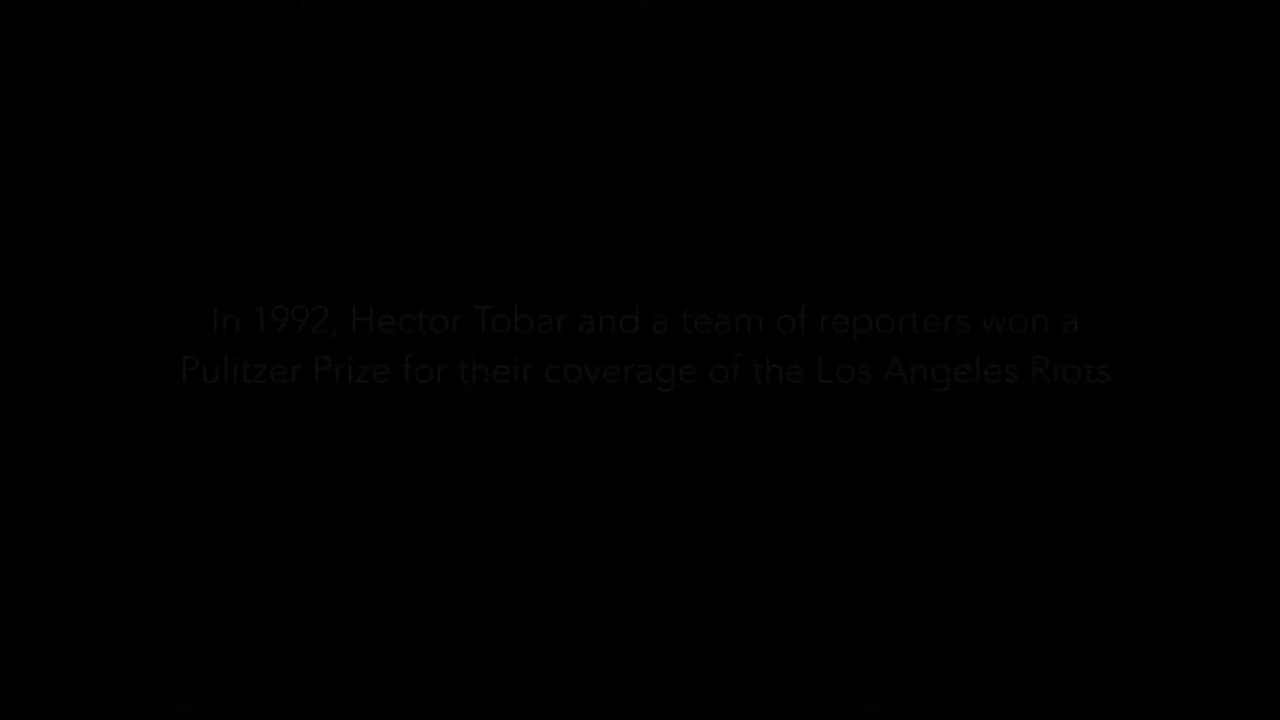 In 1992, Hector Tobar and a team of reporters won a
Pulitzer Prize for their coverage of the Los Angeles Riots